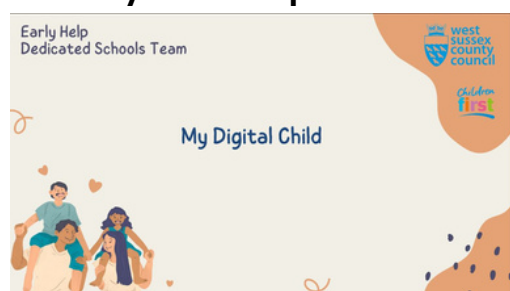 Early Help
Dedicated Schools Team
west
sussex
county
council
Children
first
My Digital Child